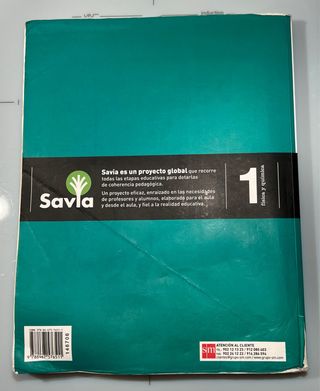 Savia es un proyecto global que recorre
todas las etapas educativas para dotarlas
de coherencia pedagógica.
Un proyecto eficaz, enraizado en las necesidades
de profesores y alumnos, elaborado para el aula
y desde el aula, y fiel a la realidad educativa.
Savia
1
física y química
148706
sm
ATENCIÓN AL CLIENTE